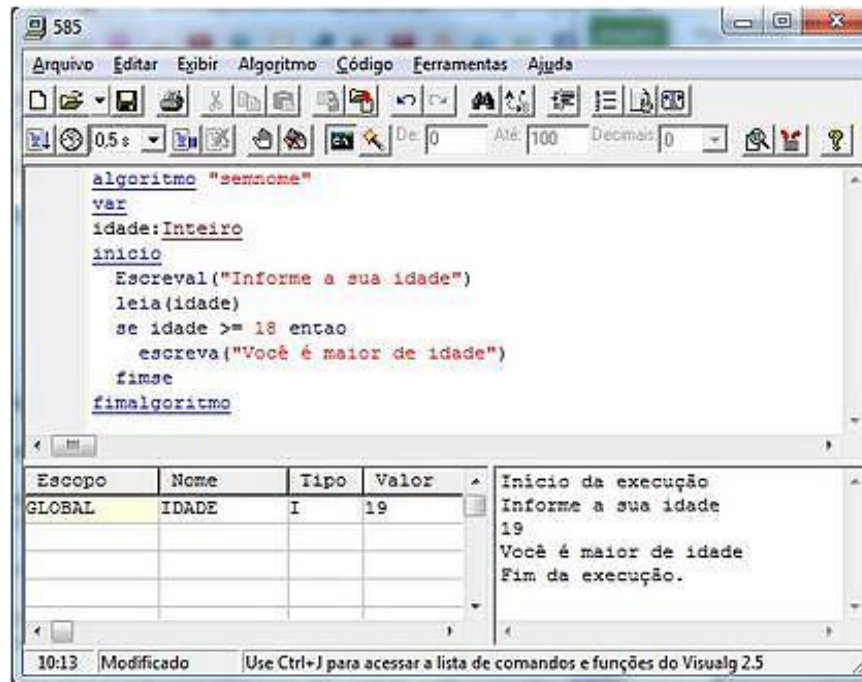 585
Arquivo Editar Exibir Algoritmo Código Ferramentas Ajuda
0,5 s De: 0 Até: 100 Decimais: 0
algoritmo "semnome"
var
idade:Inteiro
inicio
Escreval("Informe a sua idade")
leia(idade)
se idade >= 18 entao
escreva("Você é maior de idade")
fimse
fimalgoritmo
Escopo Nome Tipo Valor
GLOBAL IDADE I 19
Início da execução
Informe a sua idade
19
Você é maior de idade
Fim da execução.
10:13 Modificado Use Ctrl+J para acessar a lista de comandos e funções do Visualg 2.5